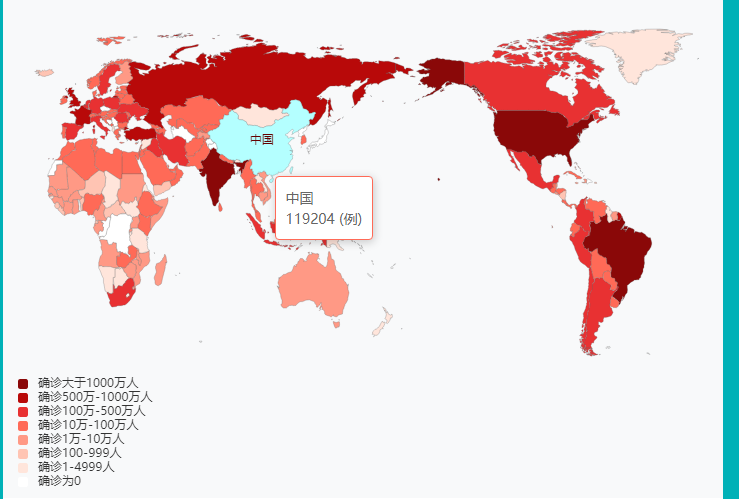 中国
中国
119204 (例)
确诊大于1000万人
确诊500万-1000万人
确诊100万-500万人
确诊10万-100万人
确诊1万-10万人
确诊100-999人
确诊1-4999人
确诊为0